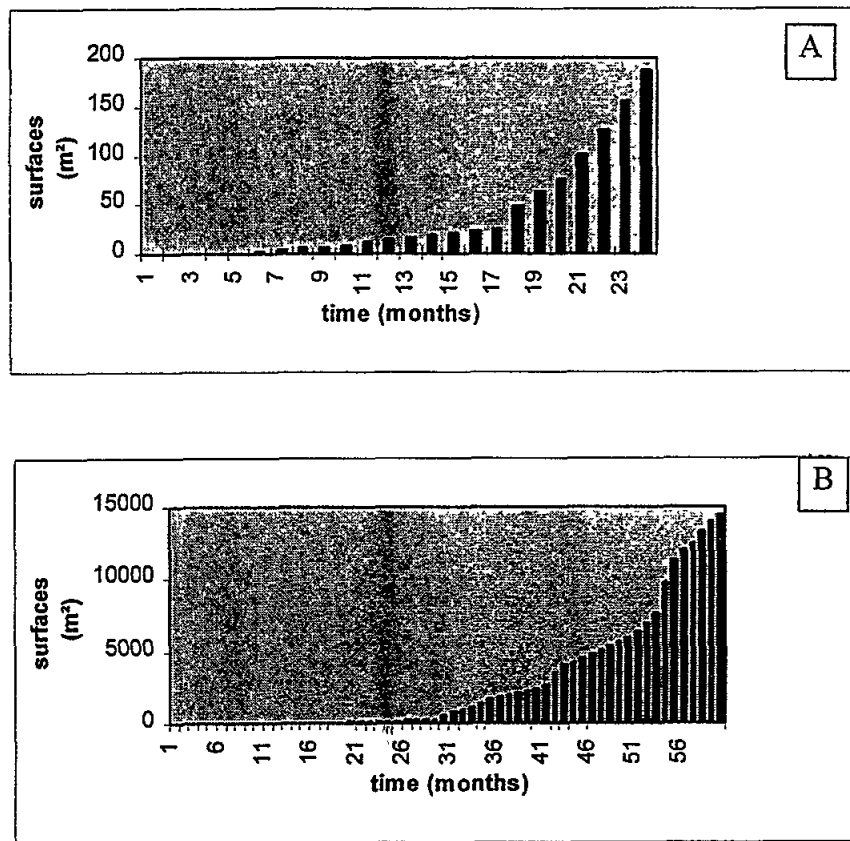 A
200
150
100
50
0
surfaces
(m²)
1 3 5 7 9 11 13 15 17 19 21 23
time (months)
B
15000
10000
5000
0
surfaces
(m²)
1 6 11 16 21 26 31 36 41 46 51 56
time (months)